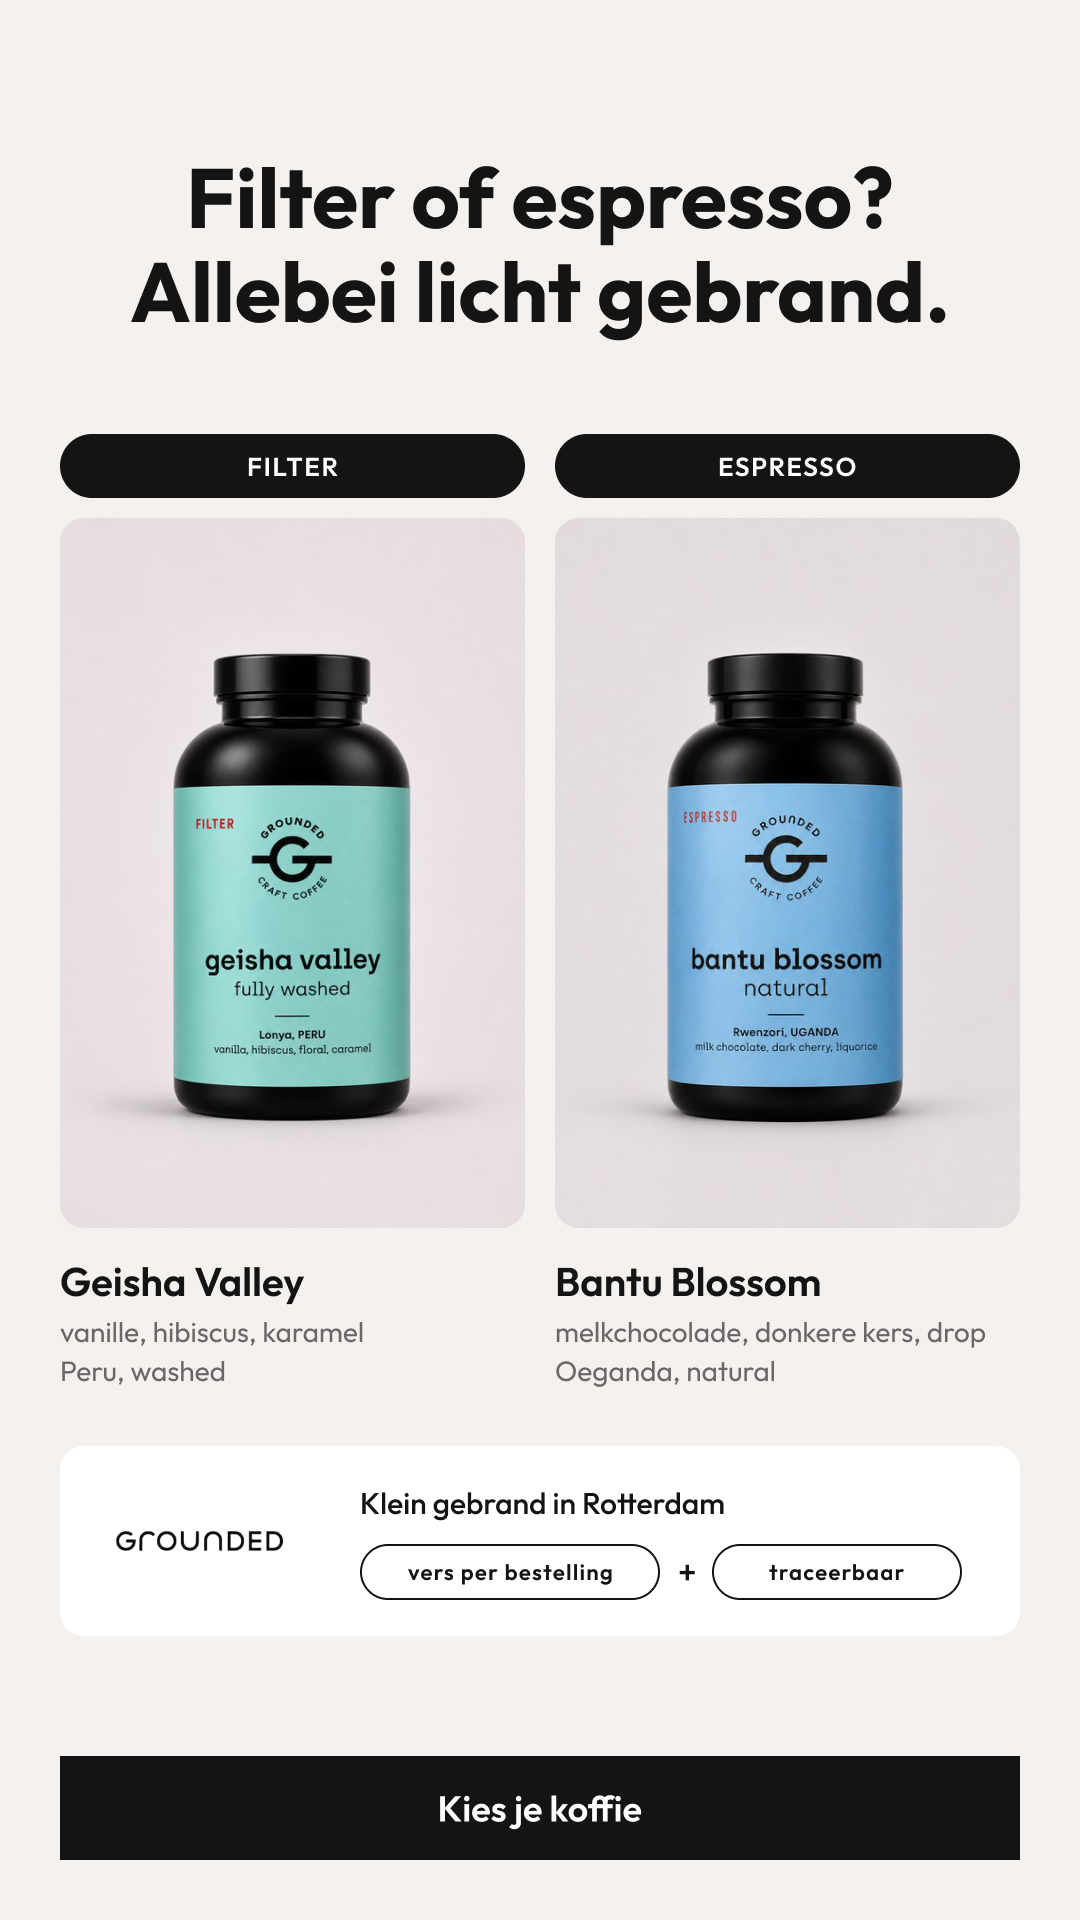 Filter of espresso?
Allebei licht gebrand.
FILTER
ESPRESSO
FILTER
GROUNDED
G
CRAFT COFFEE
geisha valley
fully washed
Lonya, PERU
vanilla, hibiscus, floral, caramel
ESPRESSO
GROUNDED
G
CRAFT COFFEE
bantu blossom
natural
Rwenzori, UGANDA
milk chocolate, dark cherry, liquorice
Geisha Valley
vanille, hibiscus, karamel
Peru, washed
Bantu Blossom
melkchocolade, donkere kers, drop
Oeganda, natural
GROUNDED
Klein gebrand in Rotterdam
vers per bestelling + traceerbaar
Kies je koffie